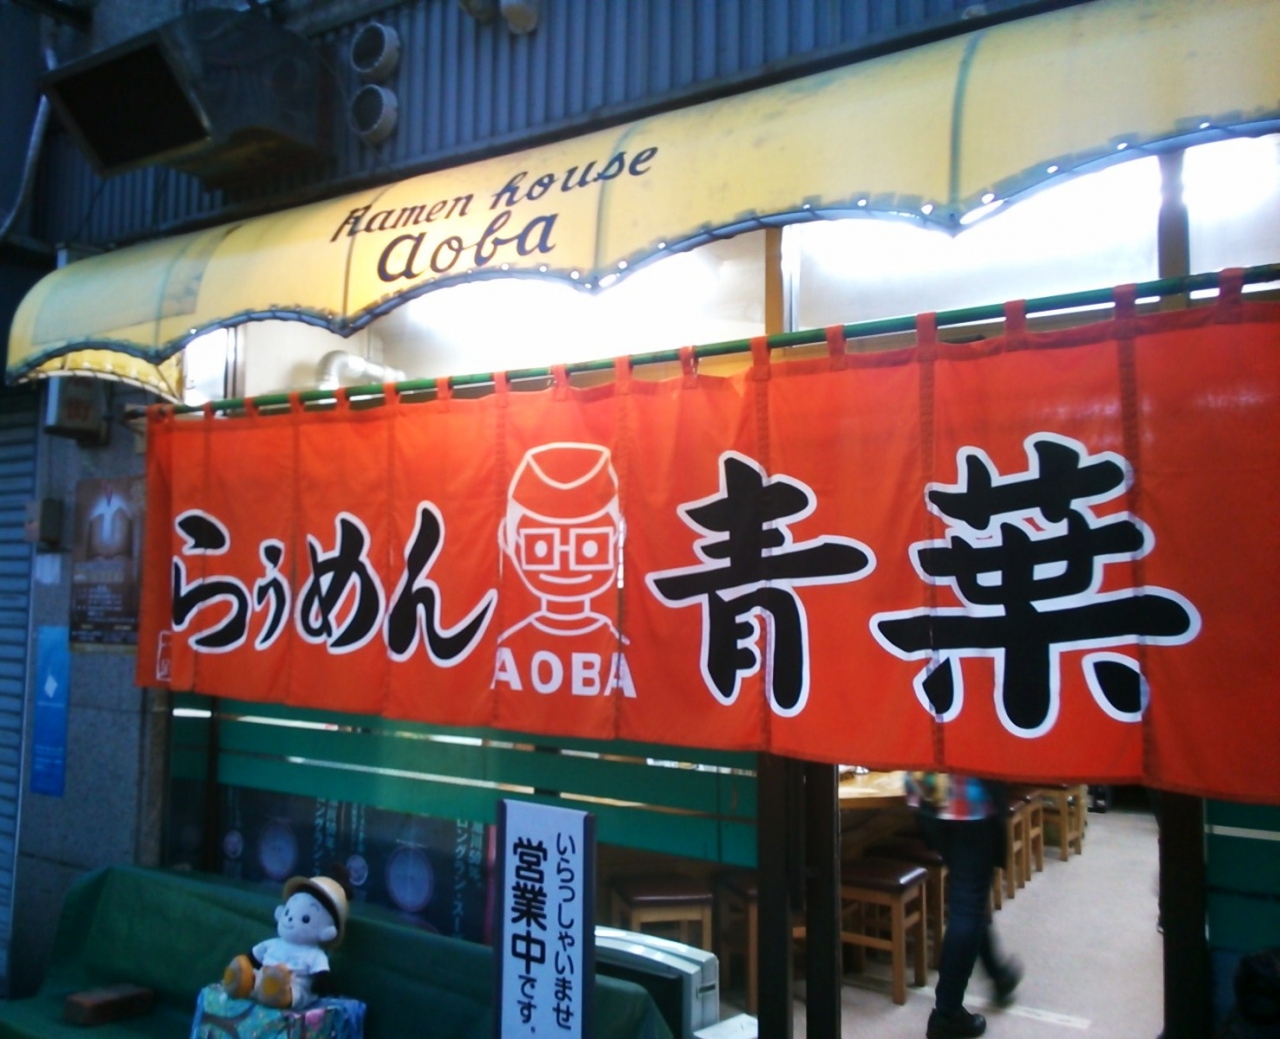 Ramen house
aoba
らぅめん
青葉
AOBA
いらっしゃいませ
営業中です。